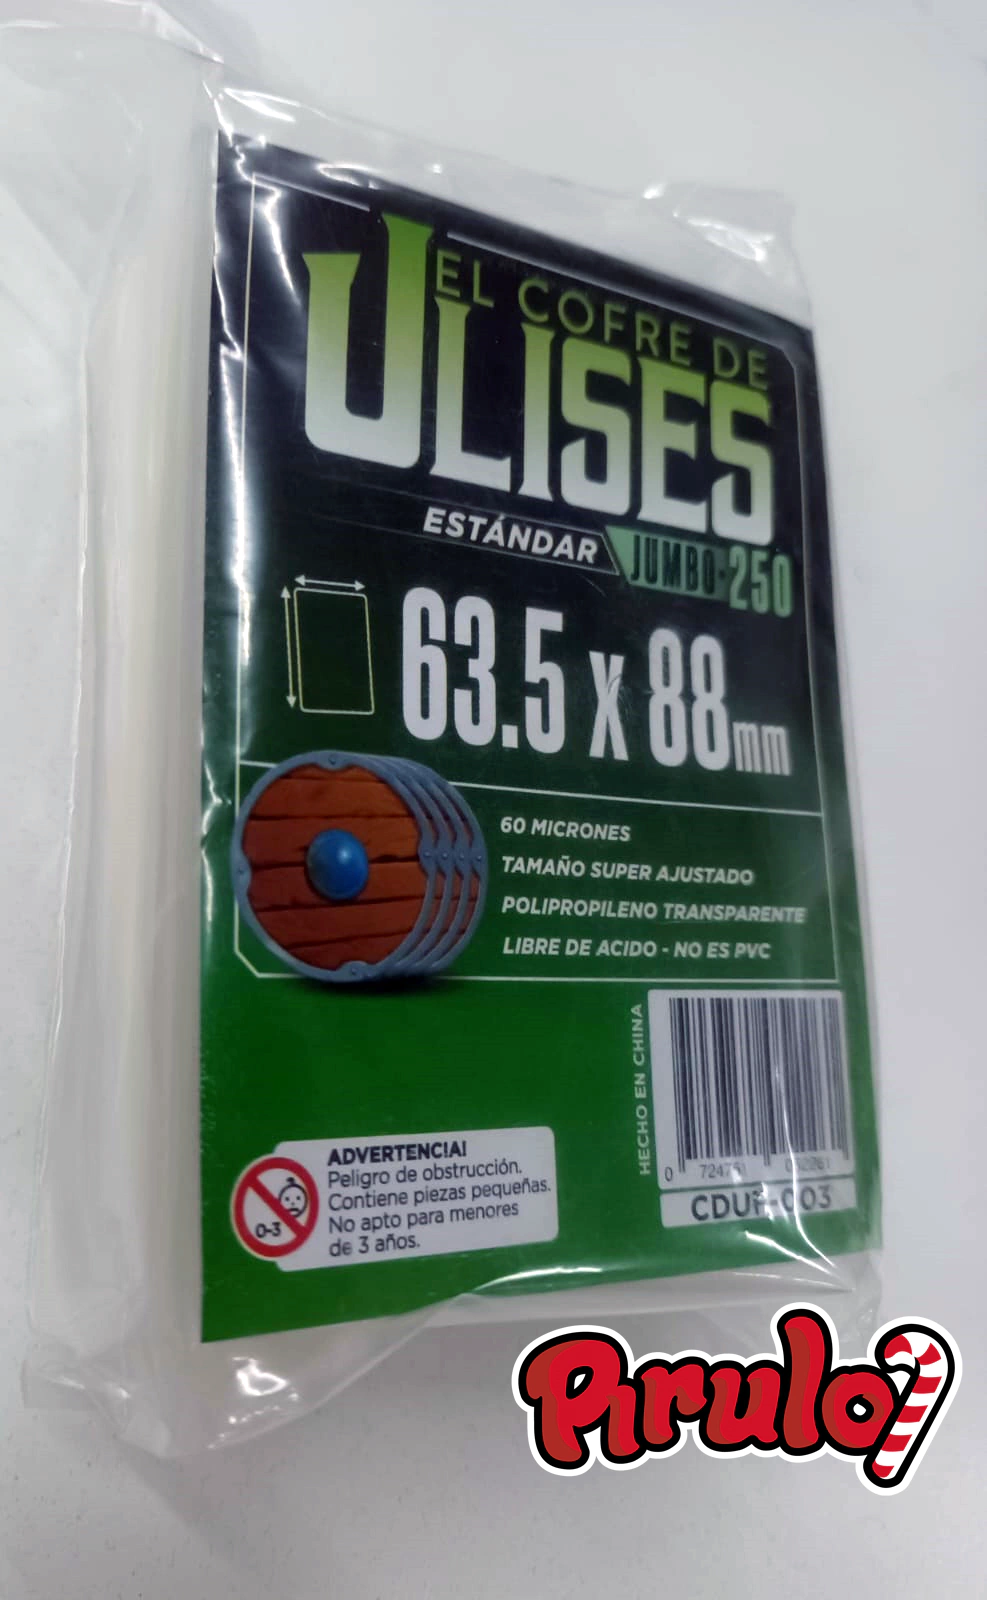 EL COFRE DE
ULISES
ESTÁNDAR
JUMBO-250
63.5 x 88mm
60 MICRONES
TAMAÑO SUPER AJUSTADO
POLIPROPILENO TRANSPARENTE
LIBRE DE ACIDO - NO ES PVC
HECHO EN CHINA
0
ADVERTENCIA!
Peligro de obstrucción.
Contiene piezas pequeñas.
No apto para menores
de 3 años.
0-3
Pirulo